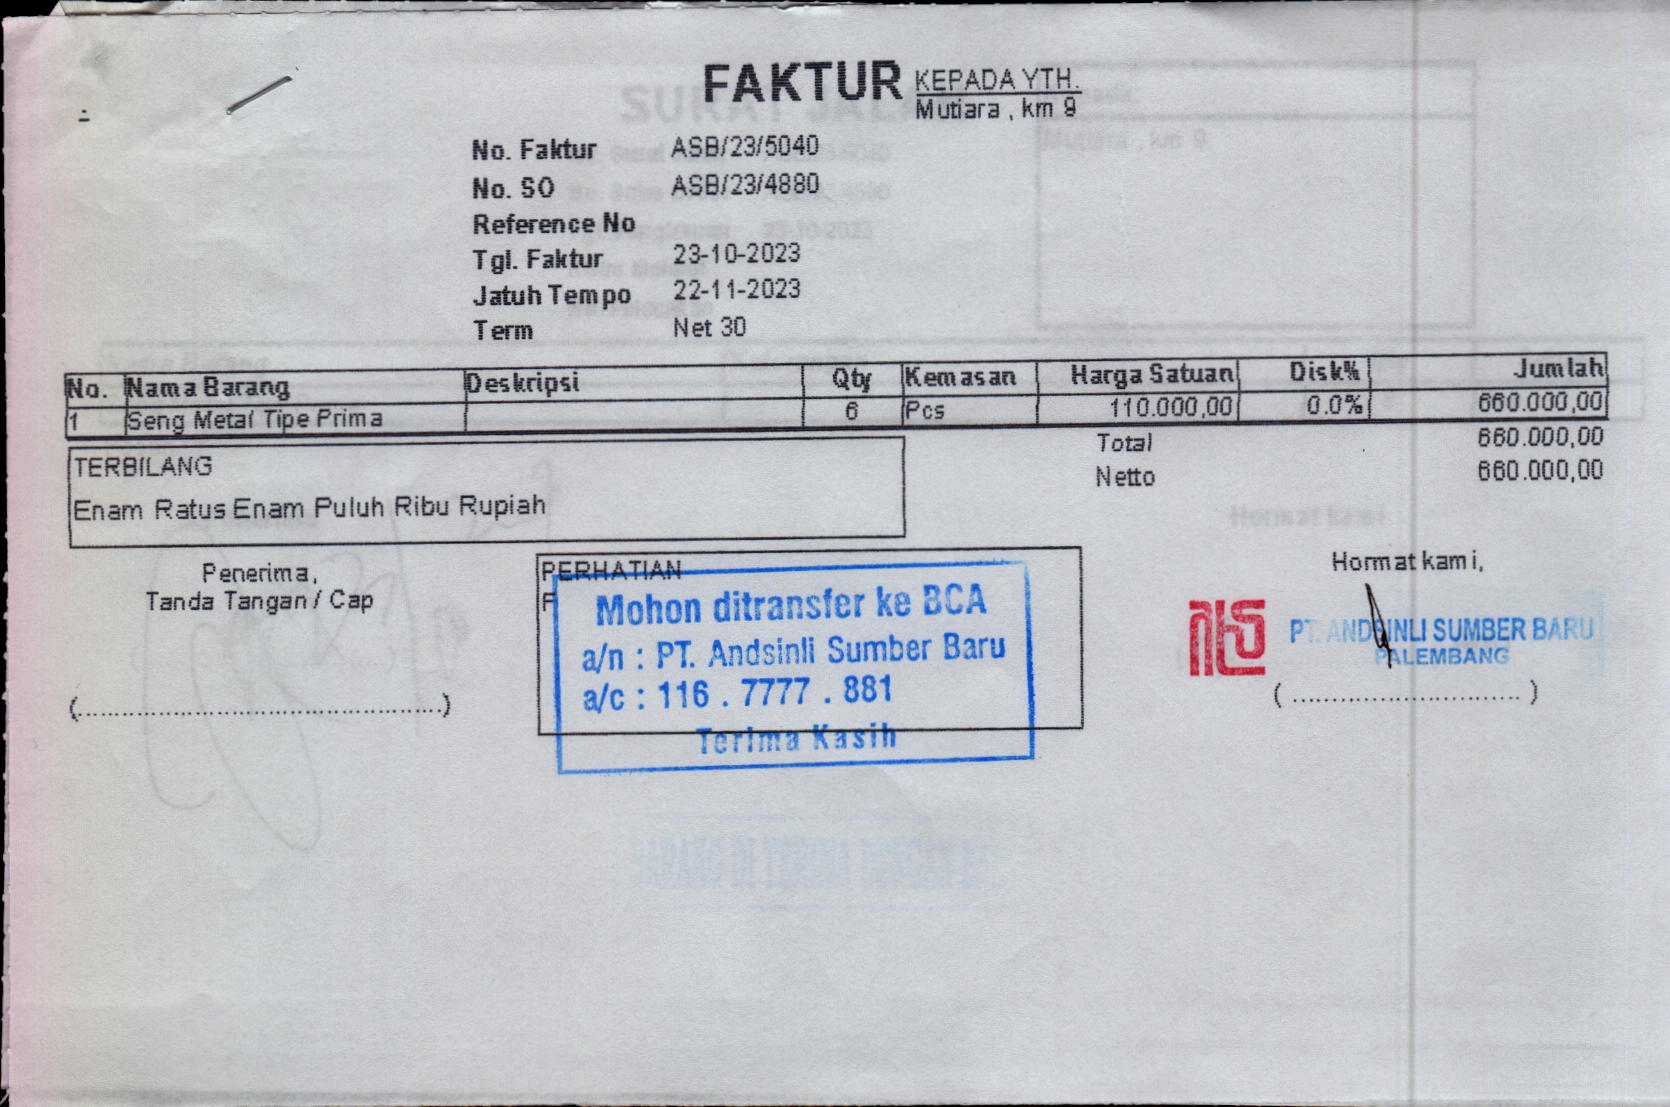 FAKTUR
KEPADA YTH.
Mutiara , km 9
No. Faktur ASB/23/5040
No. SO ASB/23/4880
Reference No
Tgl. Faktur 23-10-2023
Jatuh Tempo 22-11-2023
Term Net 30
No. Nama Barang Deskripsi Qty Kemasan Harga Satuan Disk% Jumlah
1 Seng Metal Tipe Prima 6 Pcs 110.000,00 0.0% 660.000,00
Total 660.000,00
Netto 660.000,00
TERBILANG
Enam Ratus Enam Puluh Ribu Rupiah
Penerima,
Tanda Tangan / Cap
(..............................................)
PERHATIAN
Mohon ditransfer ke BCA
a/n : PT. Andsinli Sumber Baru
a/c : 116 . 7777 . 881
Terima Kasih
Hormat kami,
PT. ANDSINLI SUMBER BARU
PALEMBANG
( ............................. )